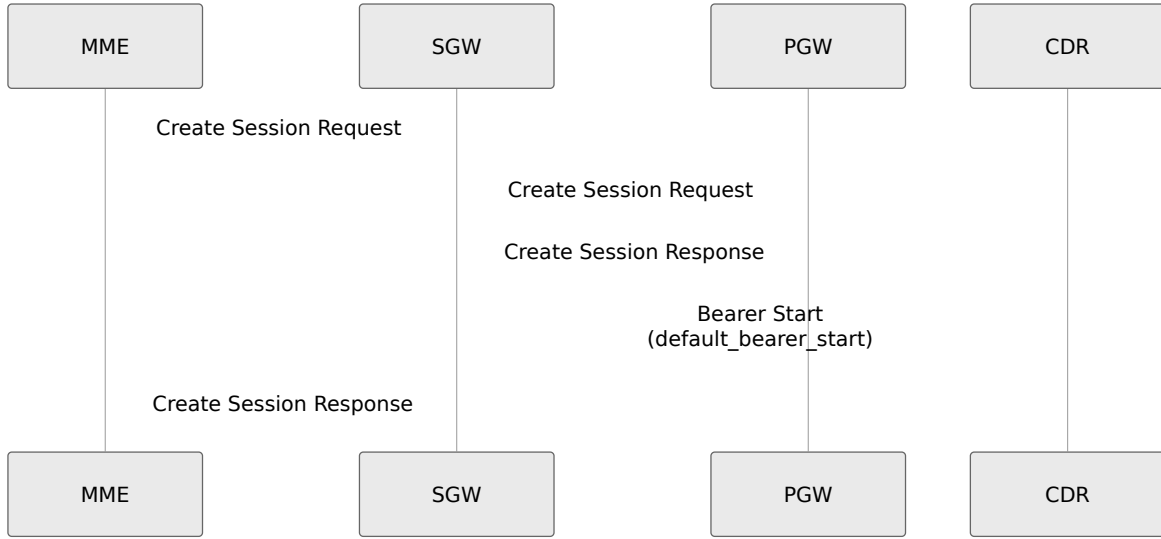 MME
SGW
PGW
CDR
Create Session Request
Create Session Request
Create Session Response
Bearer Start
(default_bearer_start)
Create Session Response
MME
SGW
PGW
CDR